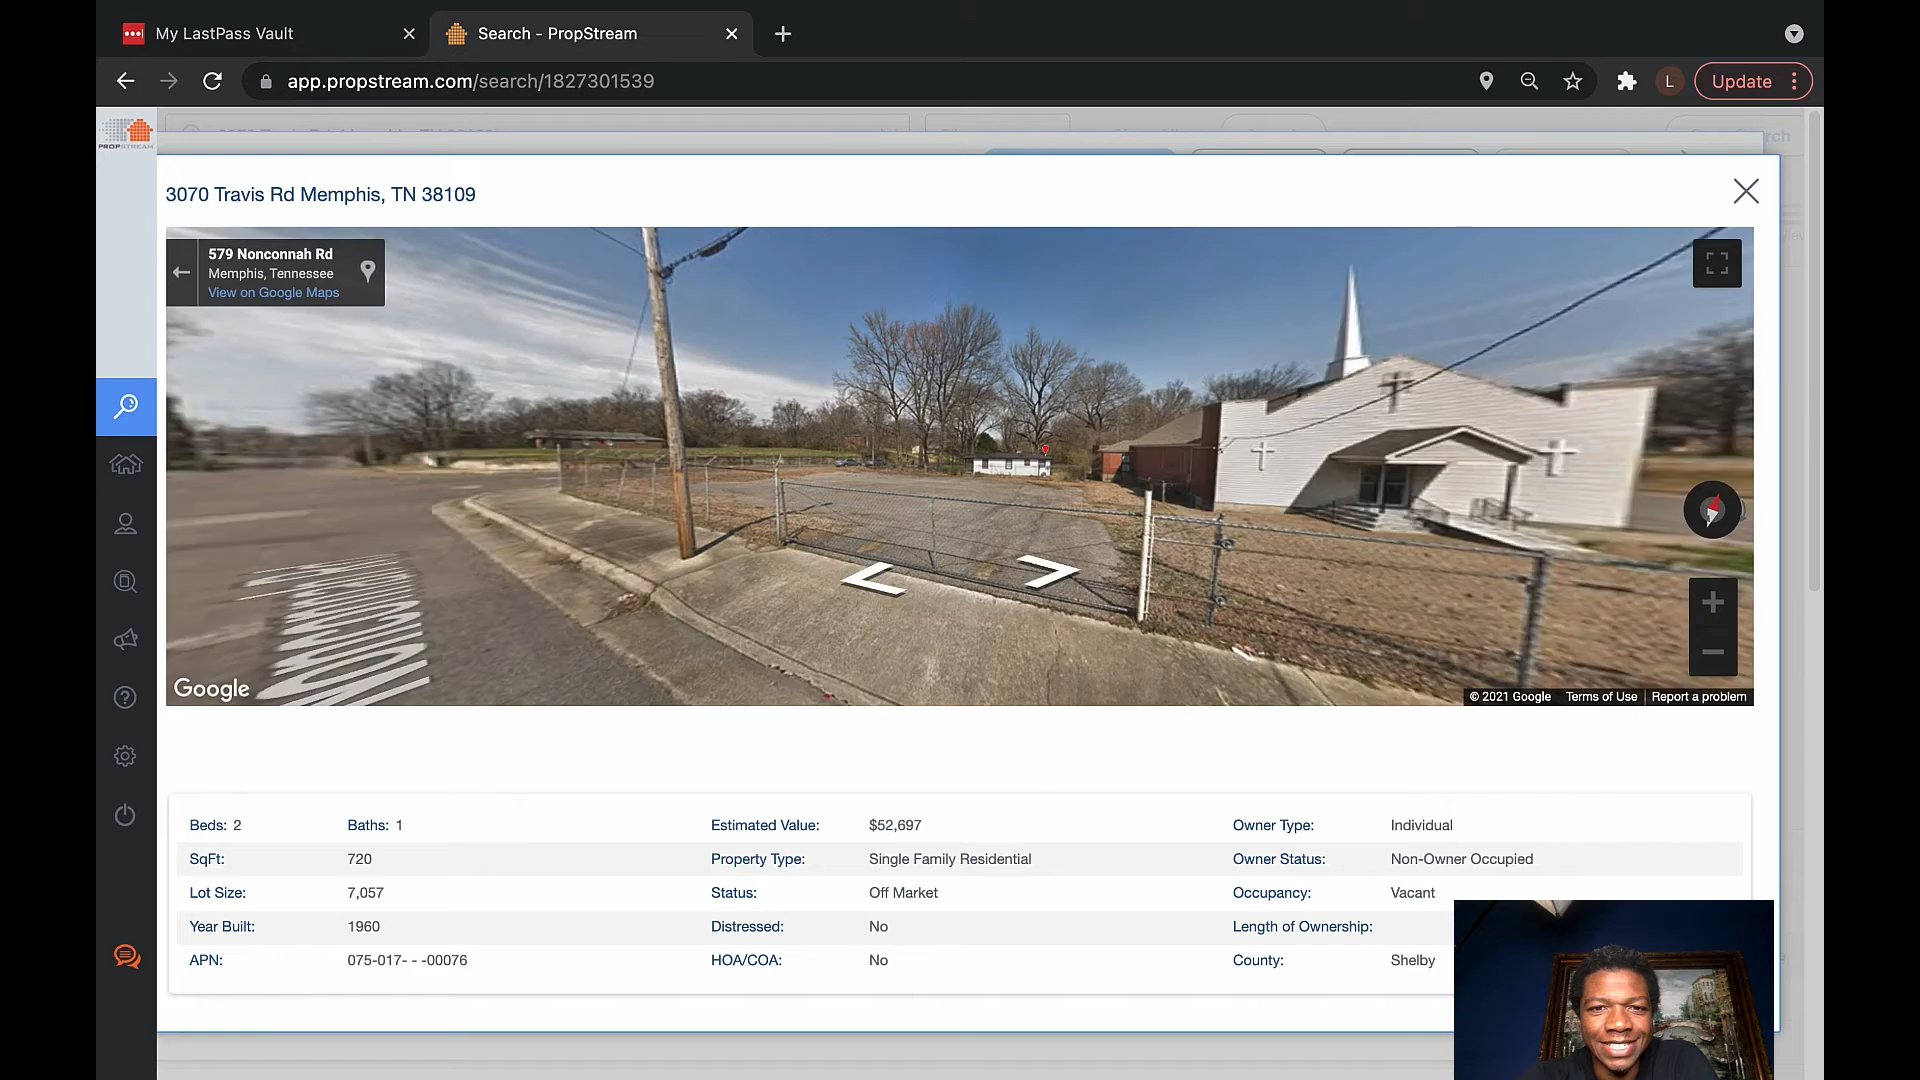 My LastPass Vault
Search - PropStream
app.propstream.com/search/1827301539
L
Update
PROPSTREAM
3070 Travis Rd Memphis, TN 38109
579 Nonconnah Rd
Memphis, Tennessee
View on Google Maps
Google
© 2021 Google Terms of Use Report a problem
Beds: 2 Baths: 1 Estimated Value: $52,697 Owner Type: Individual
SqFt: 720 Property Type: Single Family Residential Owner Status: Non-Owner Occupied
Lot Size: 7,057 Status: Off Market Occupancy: Vacant
Year Built: 1960 Distressed: No Length of Ownership:
APN: 075-017- - -00076 HOA/COA: No County: Shelby